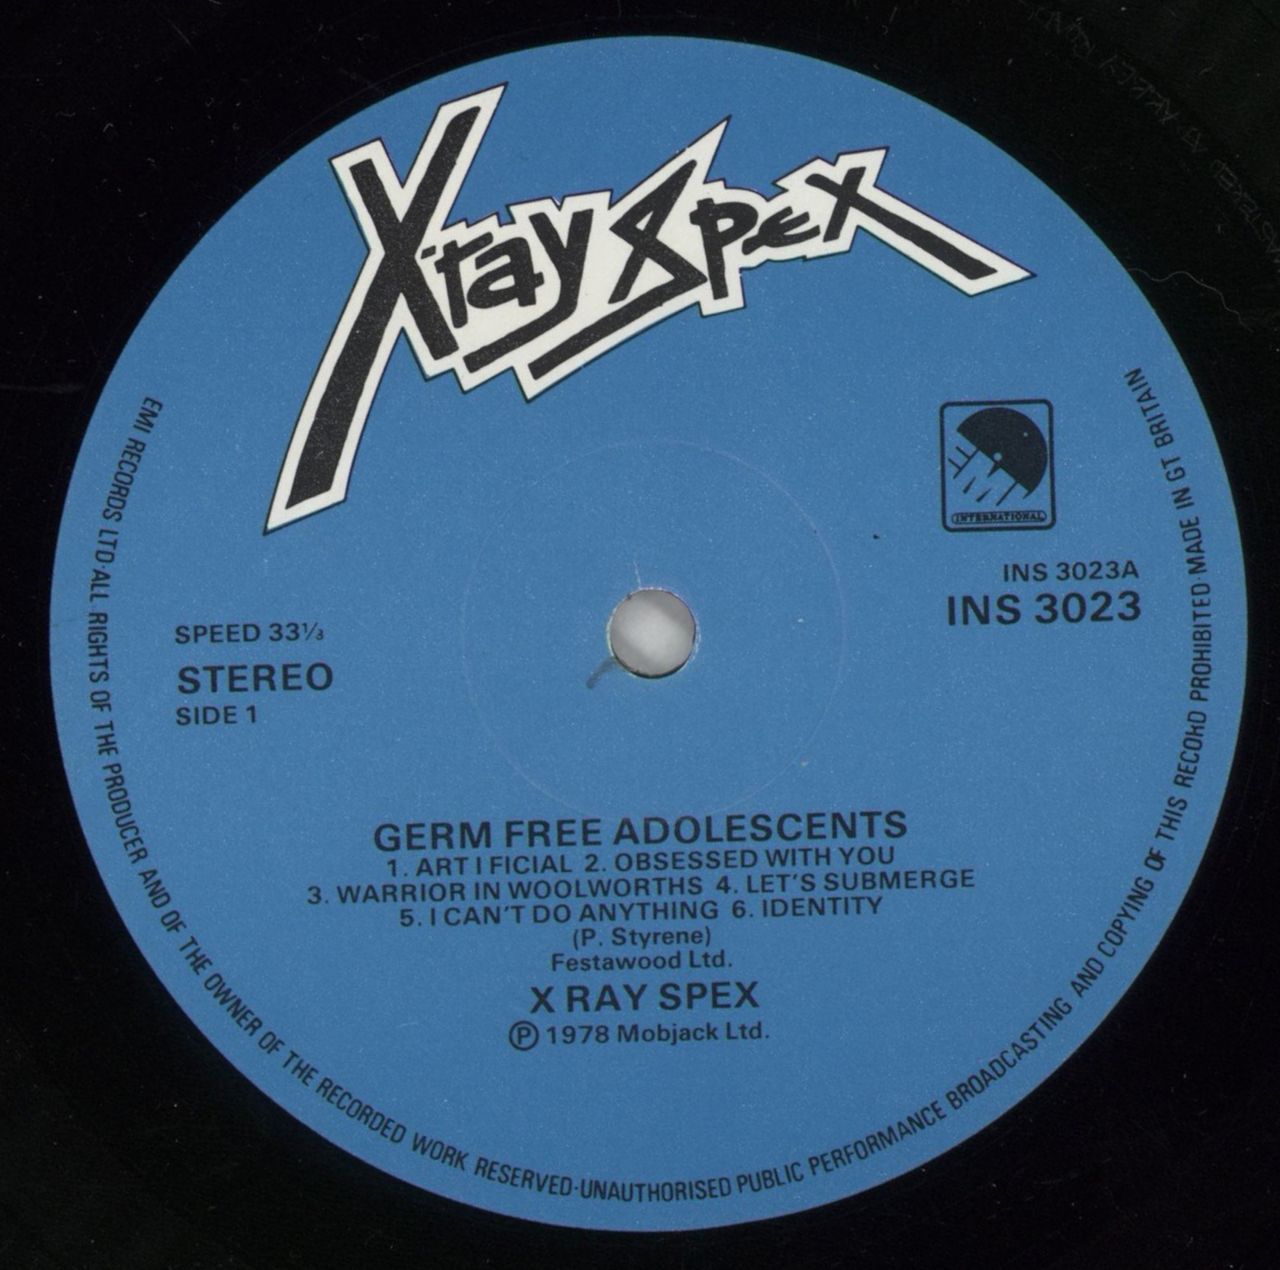 X-ray Spex
EMI
INTERNATIONAL
INS 3023A
INS 3023
SPEED 33⅓
STEREO
SIDE 1
GERM FREE ADOLESCENTS
1. ART I FICIAL 2. OBSESSED WITH YOU
3. WARRIOR IN WOOLWORTHS 4. LET'S SUBMERGE
5. I CAN'T DO ANYTHING 6. IDENTITY
(P. Styrene)
Festawood Ltd.
X RAY SPEX
Ⓟ 1978 Mobjack Ltd.
EMI RECORDS LTD·ALL RIGHTS OF THE PRODUCER AND OF THE OWNER OF THE RECORDED WORK RESERVED·UNAUTHORISED PUBLIC PERFORMANCE BROADCASTING AND COPYING OF THIS RECORD PROHIBITED·MADE IN GT BRITAIN